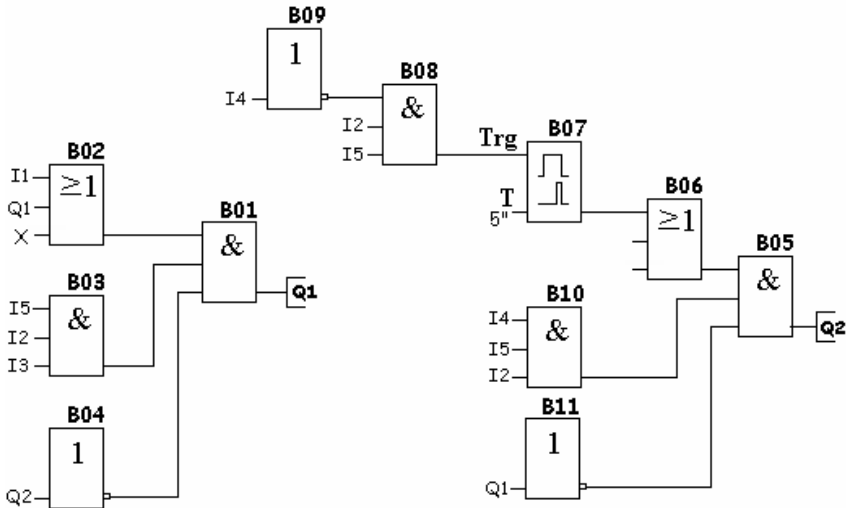 B09
1
I4
B08
&
I2
I5
Trg
B07
T
5"
B02
≥1
I1
Q1
X
B01
&
Q1
B03
&
I5
I2
I3
B04
1
Q2
B06
≥1
B05
&
Q2
B10
&
I4
I5
I2
B11
1
Q1